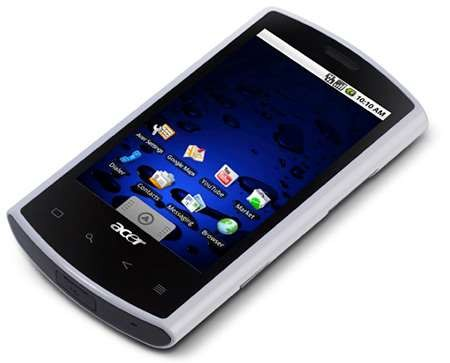 10:10 AM
Acer Settings
Google Maps
YouTube
Market
Dialer
Contacts
Messaging
Browser
acer